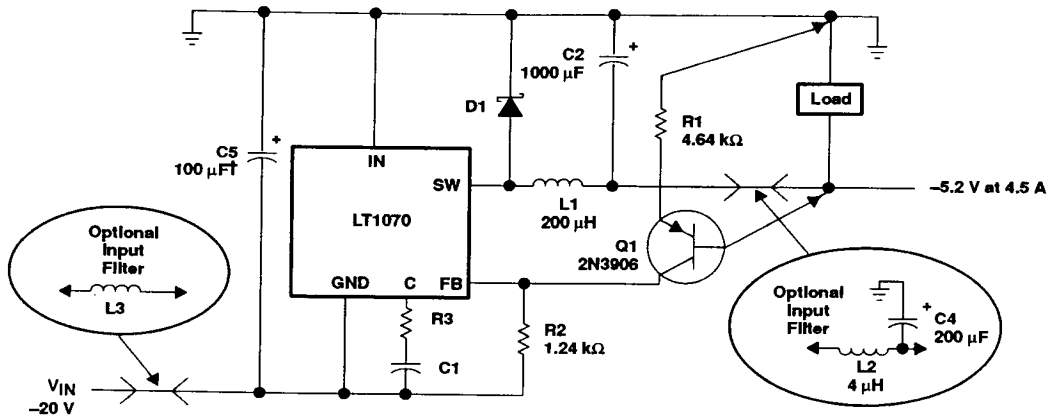 C2
1000 µF
+
D1
R1
4.64 kΩ
Load
+
C5
100 µF†
IN
SW
LT1070
GND
C
FB
L1
200 µH
–5.2 V at 4.5 A
Q1
2N3906
Optional
Input
Filter
L3
R3
C1
R2
1.24 kΩ
Optional
Input
Filter
+
C4
200 µF
L2
4 µH
VIN
–20 V